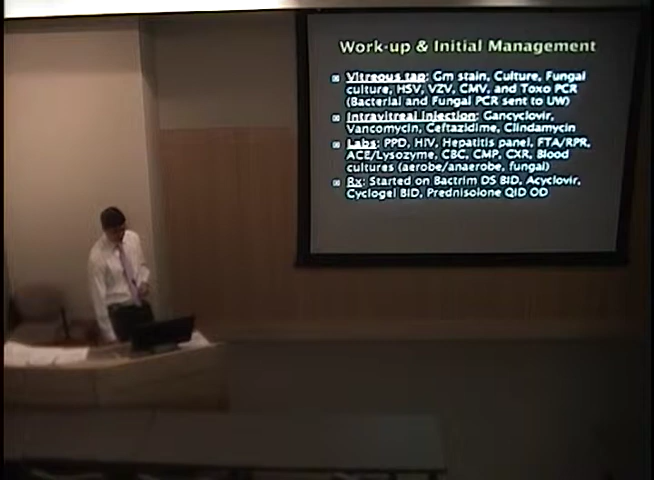 Work-up & Initial Management
Vitreous tap: Gm stain, Culture, Fungal
culture, HSV, VZV, CMV, and Toxo PCR
(Bacterial and Fungal PCR sent to UW)
Intravitreal injection: Gancyclovir,
Vancomycin, Ceftazidime, Clindamycin
Labs: PPD, HIV, Hepatitis panel, FTA/RPR,
ACE/Lysozyme, CBC, CMP, CXR, Blood
cultures (aerobe/anaerobe, fungal)
Rx: Started on Bactrim DS BID, Acyclovir,
Cyclogel BID, Prednisolone QID OD